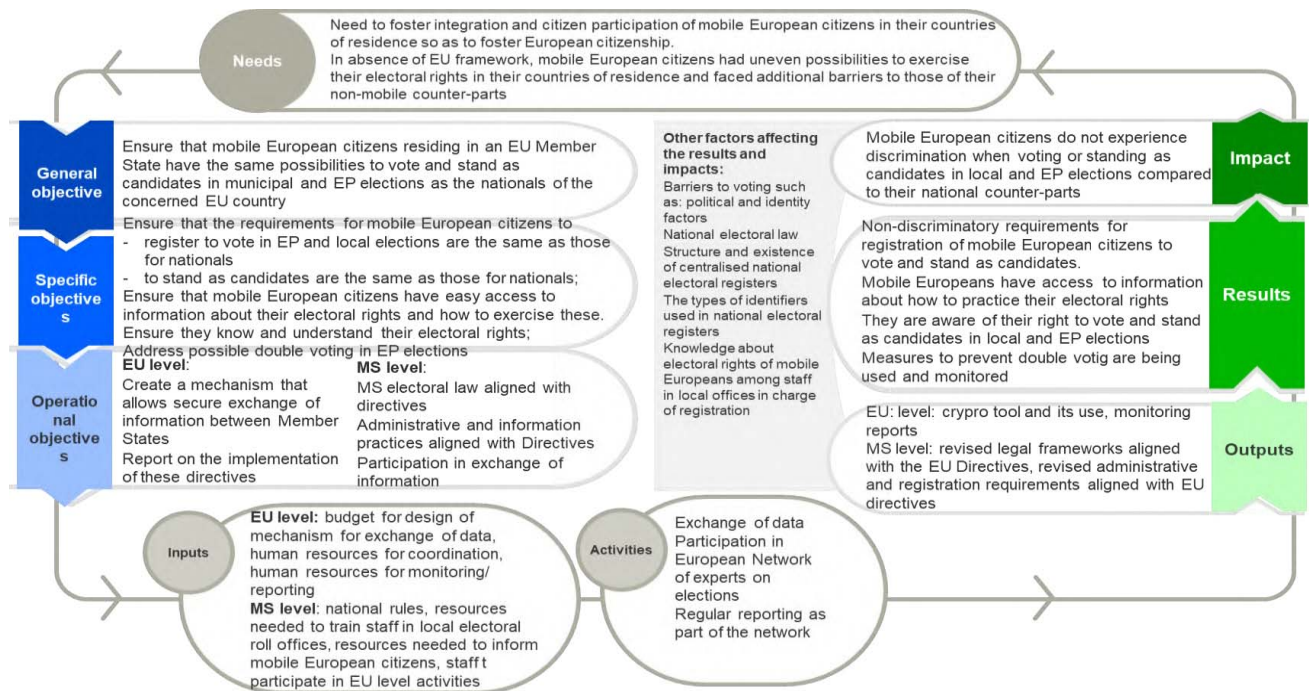 Needs
Need to foster integration and citizen participation of mobile European citizens in their countries
of residence so as to foster European citizenship.
In absence of EU framework, mobile European citizens had uneven possibilities to exercise
their electoral rights in their countries of residence and faced additional barriers to those of their
non-mobile counter-parts
General
objective
Ensure that mobile European citizens residing in an EU Member
State have the same possibilities to vote and stand as
candidates in municipal and EP elections as the nationals of the
concerned EU country
Specific
objective
s
Ensure that the requirements for mobile European citizens to
- register to vote in EP and local elections are the same as those
for nationals
- to stand as candidates are the same as those for nationals;
Ensure that mobile European citizens have easy access to
information about their electoral rights and how to exercise these.
Ensure they know and understand their electoral rights;
Address possible double voting in EP elections
Operatio
nal
objective
s
EU level:
Create a mechanism that
allows secure exchange of
information between Member
States
Report on the implementation
of these directives
MS level:
MS electoral law aligned with
directives
Administrative and information
practices aligned with Directives
Participation in exchange of
information
Other factors affecting
the results and
impacts:
Barriers to voting such
as: political and identity
factors
National electoral law
Structure and existence
of centralised national
electoral registers
The types of identifiers
used in national electoral
registers
Knowledge about
electoral rights of mobile
Europeans among staff
in local offices in charge
of registration
Mobile European citizens do not experience
discrimination when voting or standing as
candidates in local and EP elections compared
to their national counter-parts
Impact
Non-discriminatory requirements for
registration of mobile European citizens to
vote and stand as candidates.
Mobile Europeans have access to information
about how to practice their electoral rights
They are aware of their right to vote and stand
as candidates in local and EP elections
Measures to prevent double votig are being
used and monitored
Results
EU: level: crypro tool and its use, monitoring
reports
MS level: revised legal frameworks aligned
with the EU Directives, revised administrative
and registration requirements aligned with EU
directives
Outputs
Inputs
EU level: budget for design of
mechanism for exchange of data,
human resources for coordination,
human resources for monitoring/
reporting
MS level: national rules, resources
needed to train staff in local electoral
roll offices, resources needed to inform
mobile European citizens, staff t
participate in EU level activities
Activities
Exchange of data
Participation in
European Network
of experts on
elections
Regular reporting as
part of the network